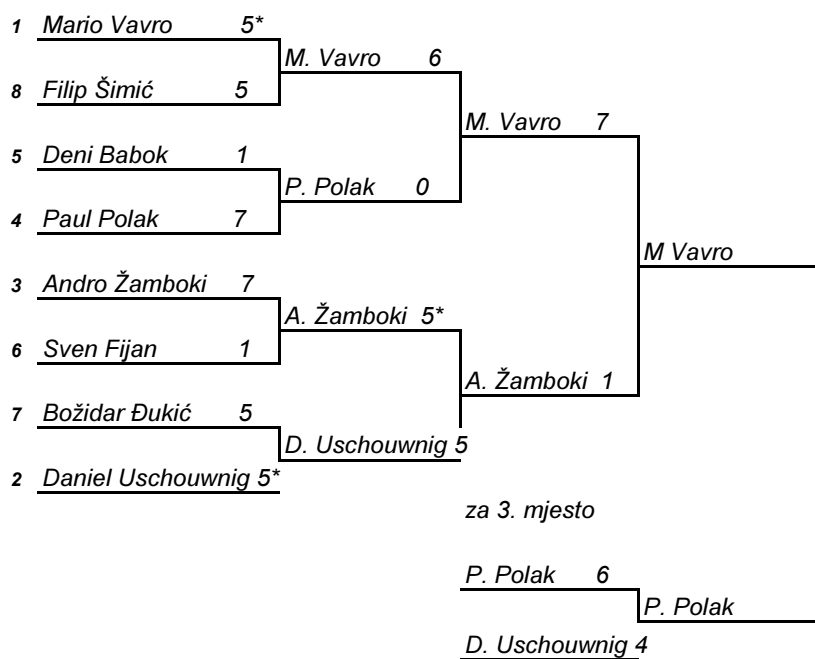 1 Mario Vavro 5*
M. Vavro 6
8 Filip Šimić 5
M. Vavro 7
5 Deni Babok 1
P. Polak 0
4 Paul Polak 7
M Vavro
3 Andro Žamboki 7
A. Žamboki 5*
6 Sven Fijan 1
A. Žamboki 1
7 Božidar Đukić 5
D. Uschouwnig 5
2 Daniel Uschouwnig 5*
za 3. mjesto
P. Polak 6
P. Polak
D. Uschouwnig 4